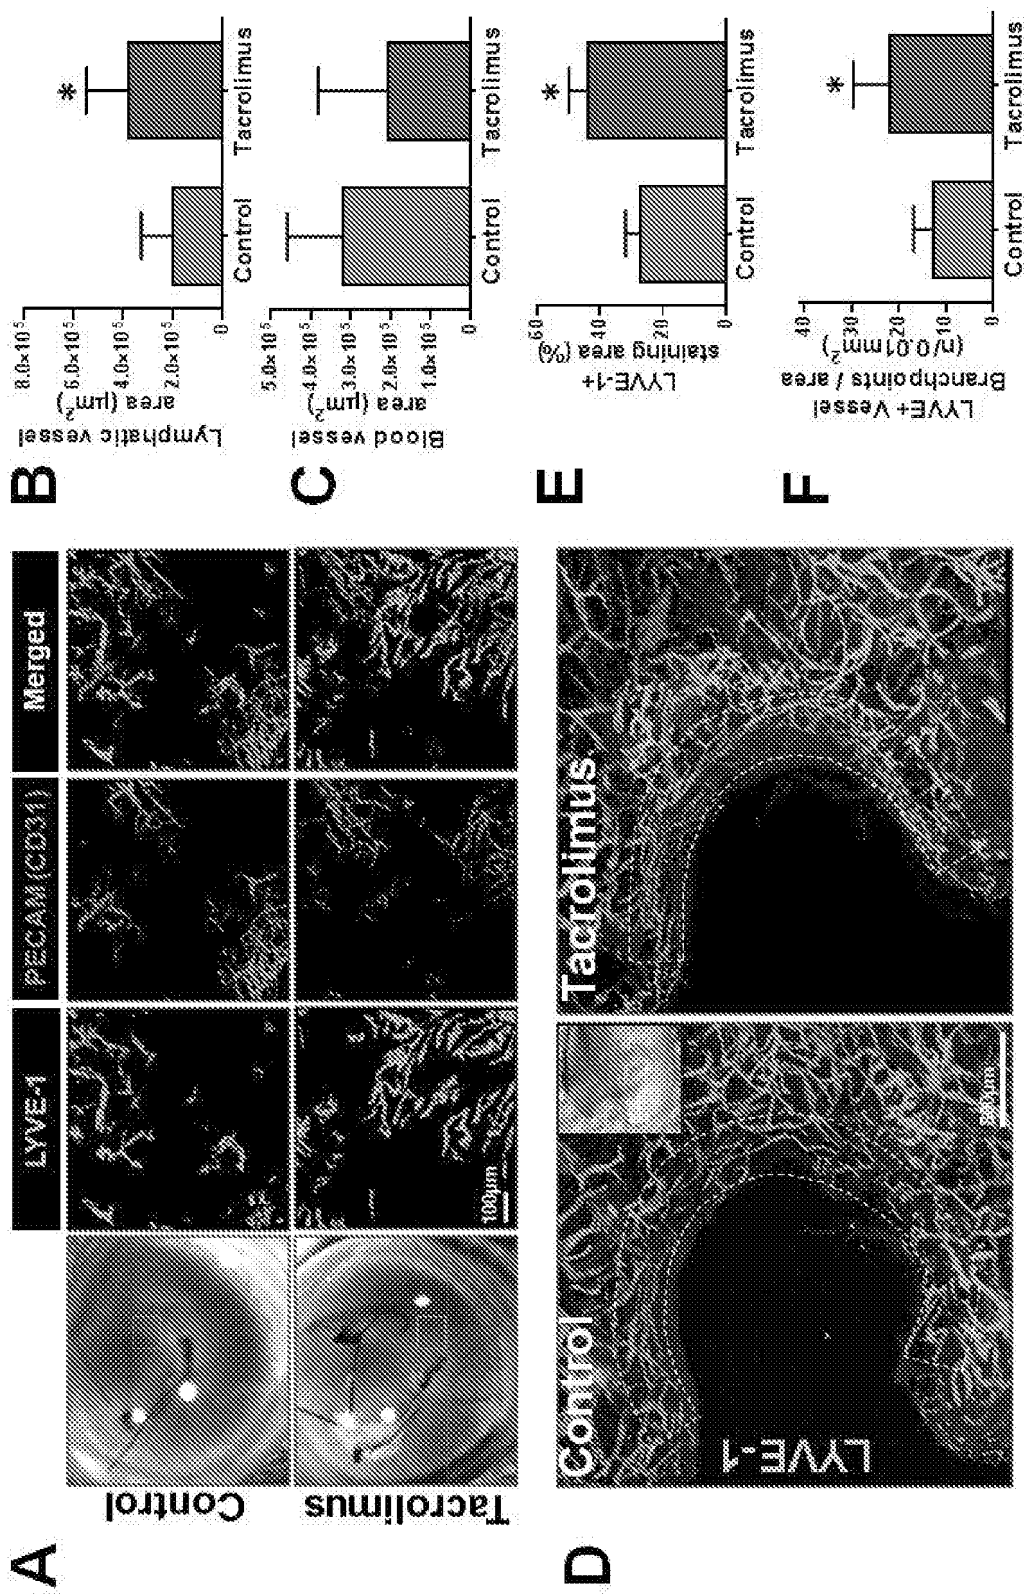 A
LYVE-1
PECAM (CD31)
Merged
Control
Tacrolimus
100µm
B
Lymphatic vessel
area (µm²)
8.0×10⁵
6.0×10⁵
4.0×10⁵
2.0×10⁵
0
Control
Tacrolimus
*
C
Blood vessel
area (µm²)
5.0×10⁵
4.0×10⁵
3.0×10⁵
2.0×10⁵
1.0×10⁵
0
Control
Tacrolimus
D
Control
LYVE-1
Tacrolimus
E
LYVE-1+
staining area (%)
60
40
20
0
Control
Tacrolimus
*
F
LYVE+ Vessel
Branchpoints / area
(n/0.01mm²)
40
30
20
10
0
Control
Tacrolimus
*